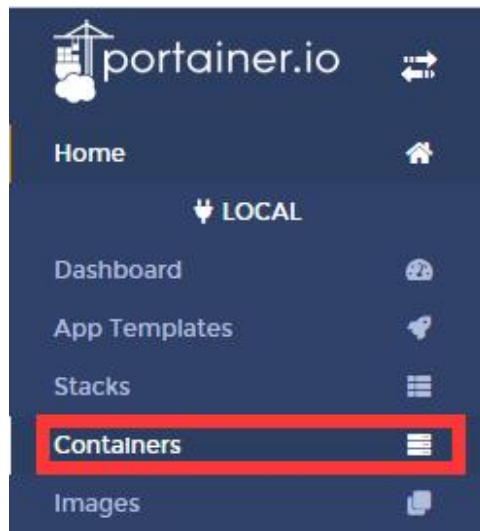 portainer.io
Home
LOCAL
Dashboard
App Templates
Stacks
Containers
Images